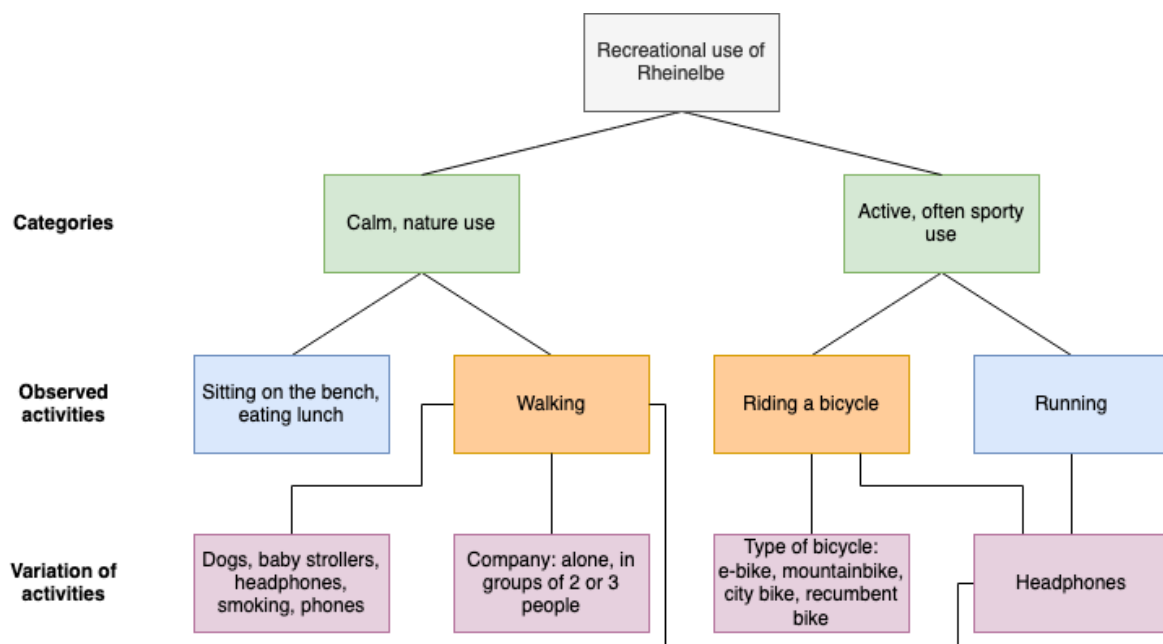 Recreational use of
Rheinelbe
Categories
Calm, nature use
Active, often sporty
use
Observed
activities
Sitting on the bench,
eating lunch
Walking
Riding a bicycle
Running
Variation of
activities
Dogs, baby strollers,
headphones,
smoking, phones
Company: alone, in
groups of 2 or 3
people
Type of bicycle:
e-bike, mountainbike,
city bike, recumbent
bike
Headphones